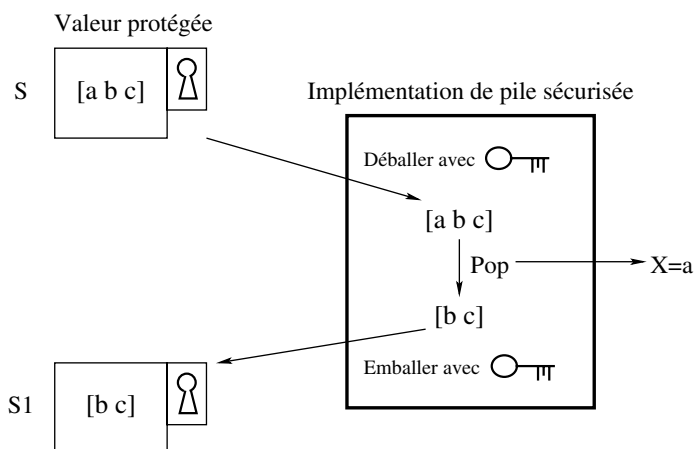 Valeur protégée
S
[a b c]
Implémentation de pile sécurisée
Déballer avec
[a b c]
Pop
X=a
[b c]
Emballer avec
S1
[b c]